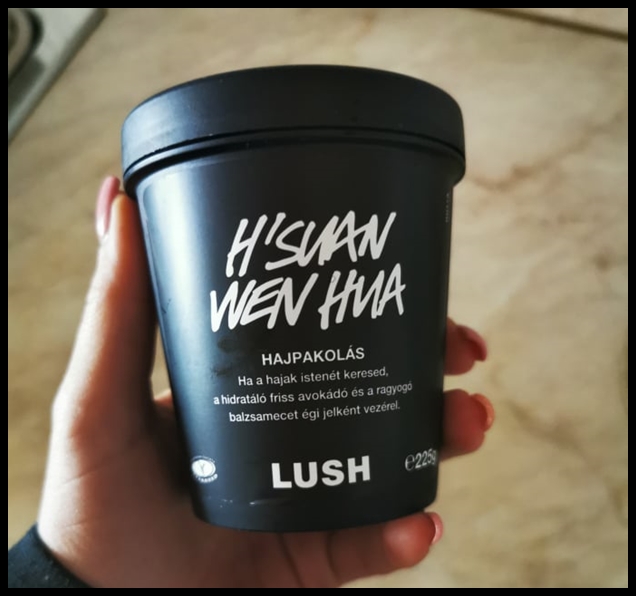 H'SUAN
WEN HUA
HAJPAKOLÁS
Ha a hajak istenét keresed,
a hidratáló friss avokádó és a ragyogó
balzsamecet égi jelként vezérel.
LUSH
℮225g